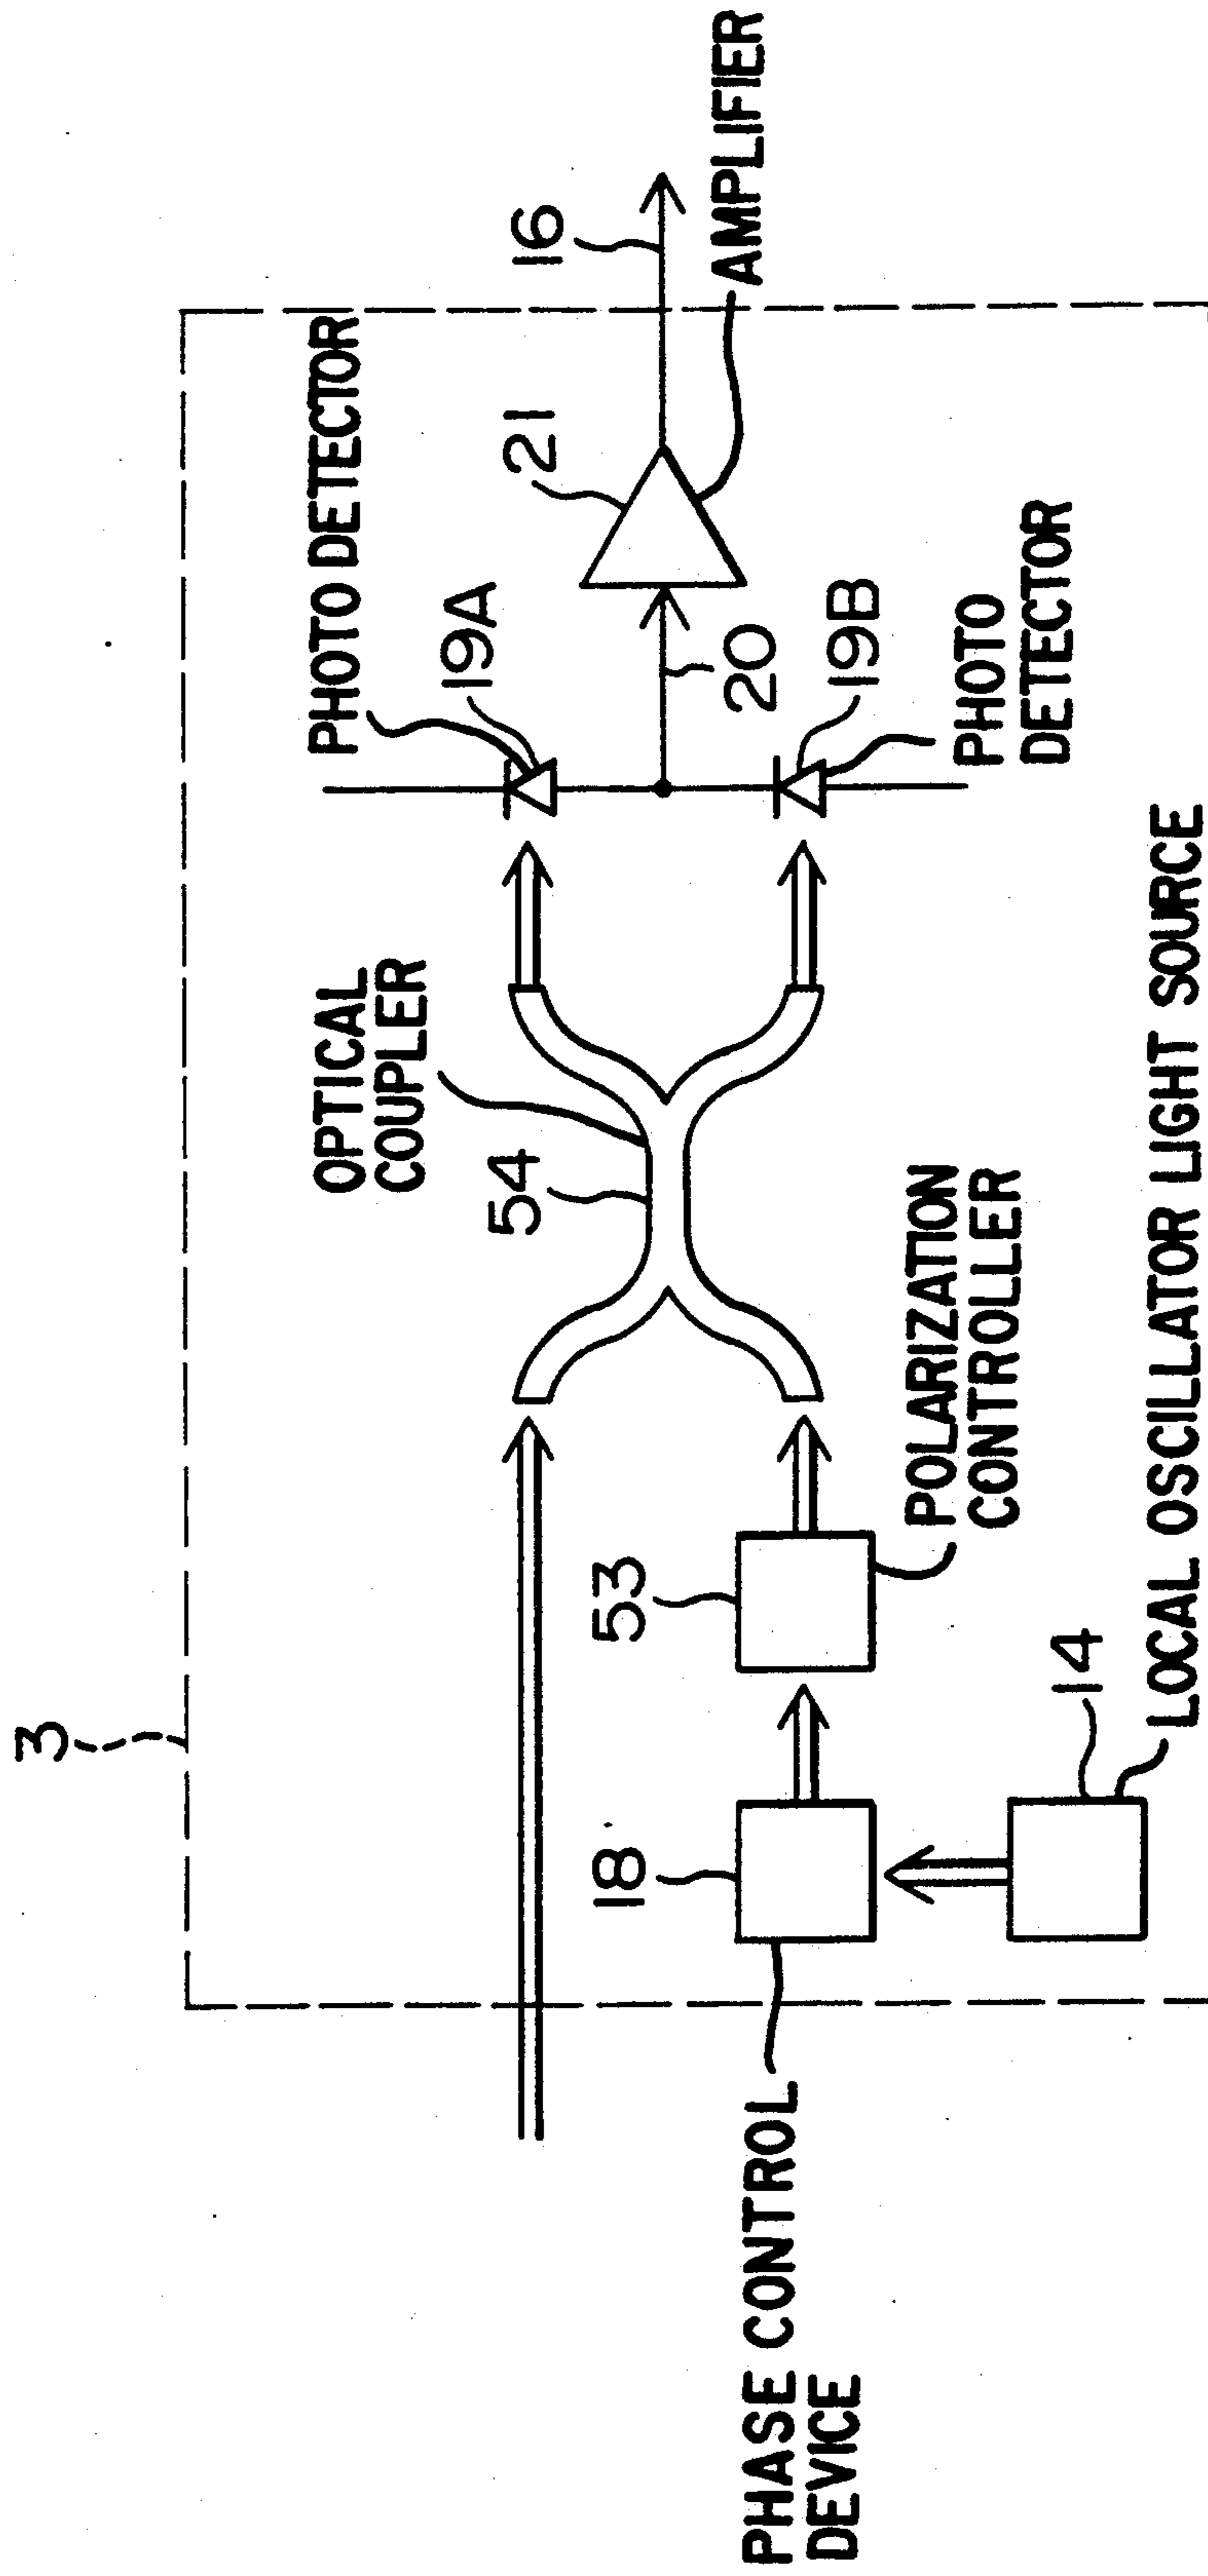 3
PHOTO DETECTOR
19A
21
16
AMPLIFIER
OPTICAL
COUPLER
54
20
19B
PHOTO
DETECTOR
53
POLARIZATION
CONTROLLER
18
14
LOCAL OSCILLATOR LIGHT SOURCE
PHASE CONTROL
DEVICE